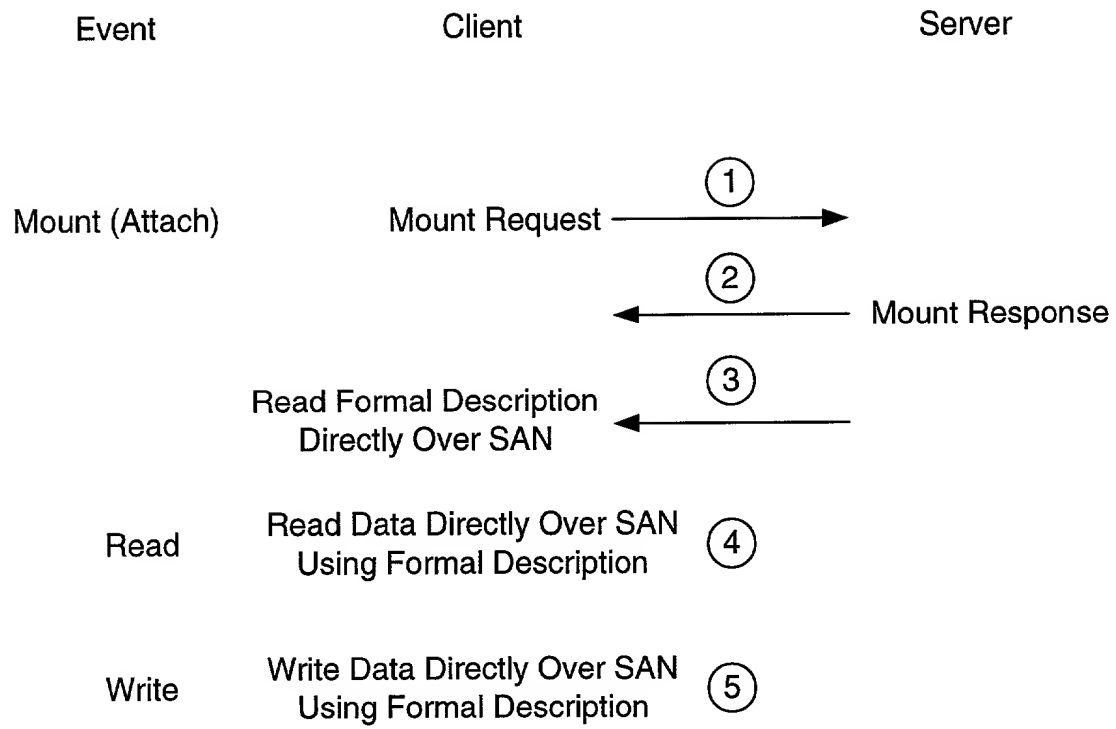 Event Client Server
1
Mount (Attach) Mount Request
2
Mount Response
3
Read Formal Description
Directly Over SAN
Read Data Directly Over SAN
Read 4
Using Formal Description
Write Data Directly Over SAN
Write 5
Using Formal Description